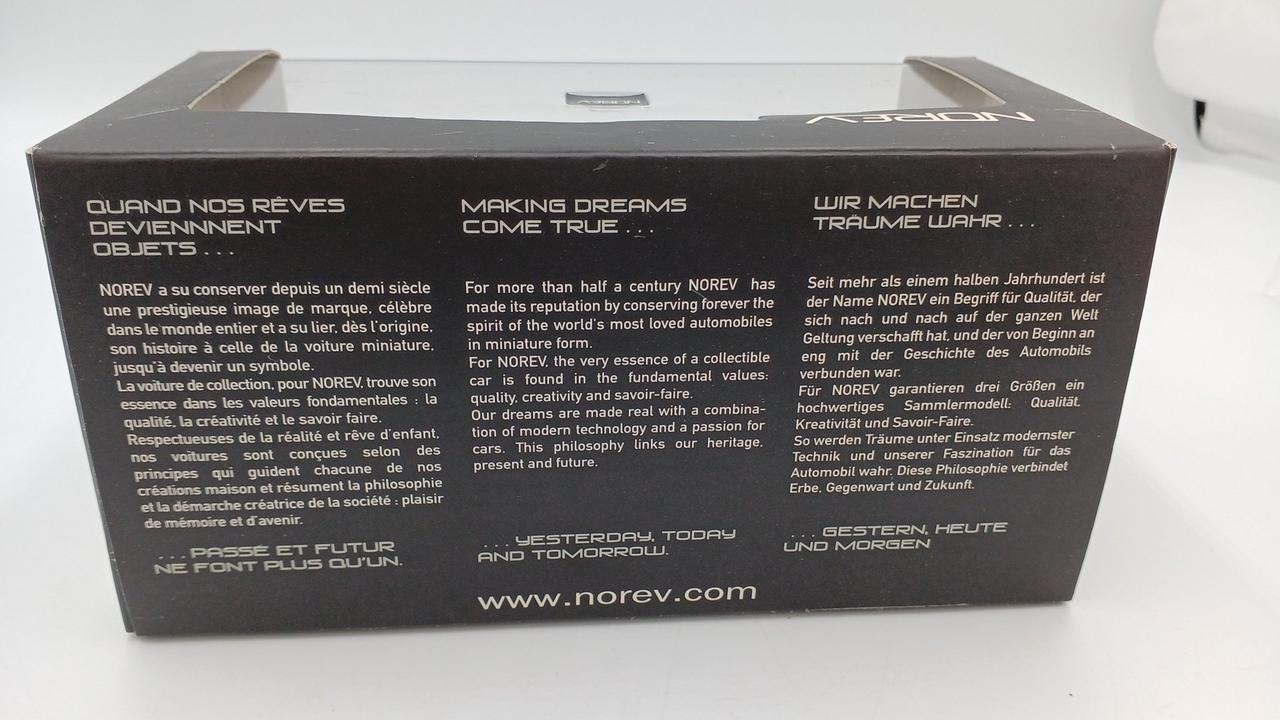 NOREV
NOREV
QUAND NOS RÊVES
DEVIENNNENT
OBJETS . . .
NOREV a su conserver depuis un demi siècle
une prestigieuse image de marque, célèbre
dans le monde entier et a su lier, dès l'origine,
son histoire à celle de la voiture miniature,
jusqu'à devenir un symbole.
La voiture de collection, pour NOREV, trouve son
essence dans les valeurs fondamentales : la
qualité, la créativité et le savoir faire.
Respectueuses de la réalité et rêve d'enfant,
nos voitures sont conçues selon des
principes qui guident chacune de nos
créations maison et résument la philosophie
et la démarche créatrice de la société : plaisir
de mémoire et d'avenir.
. . . PASSÉ ET FUTUR
NE FONT PLUS QU'UN.
MAKING DREAMS
COME TRUE . . .
For more than half a century NOREV has
made its reputation by conserving forever the
spirit of the world's most loved automobiles
in miniature form.
For NOREV, the very essence of a collectible
car is found in the fundamental values:
quality, creativity and savoir-faire.
Our dreams are made real with a combina-
tion of modern technology and a passion for
cars. This philosophy links our heritage,
present and future.
. . . YESTERDAY, TODAY
AND TOMORROW.
WIR MACHEN
TRÄUME WAHR . . .
Seit mehr als einem halben Jahrhundert ist
der Name NOREV ein Begriff für Qualität, der
sich nach und nach auf der ganzen Welt
Geltung verschafft hat, und der von Beginn an
eng mit der Geschichte des Automobils
verbunden war.
Für NOREV garantieren drei Größen ein
hochwertiges Sammlermodell: Qualität,
Kreativität und Savoir-Faire.
So werden Träume unter Einsatz modernster
Technik und unserer Faszination für das
Automobil wahr. Diese Philosophie verbindet
Erbe, Gegenwart und Zukunft.
. . . GESTERN, HEUTE
UND MORGEN
www.norev.com